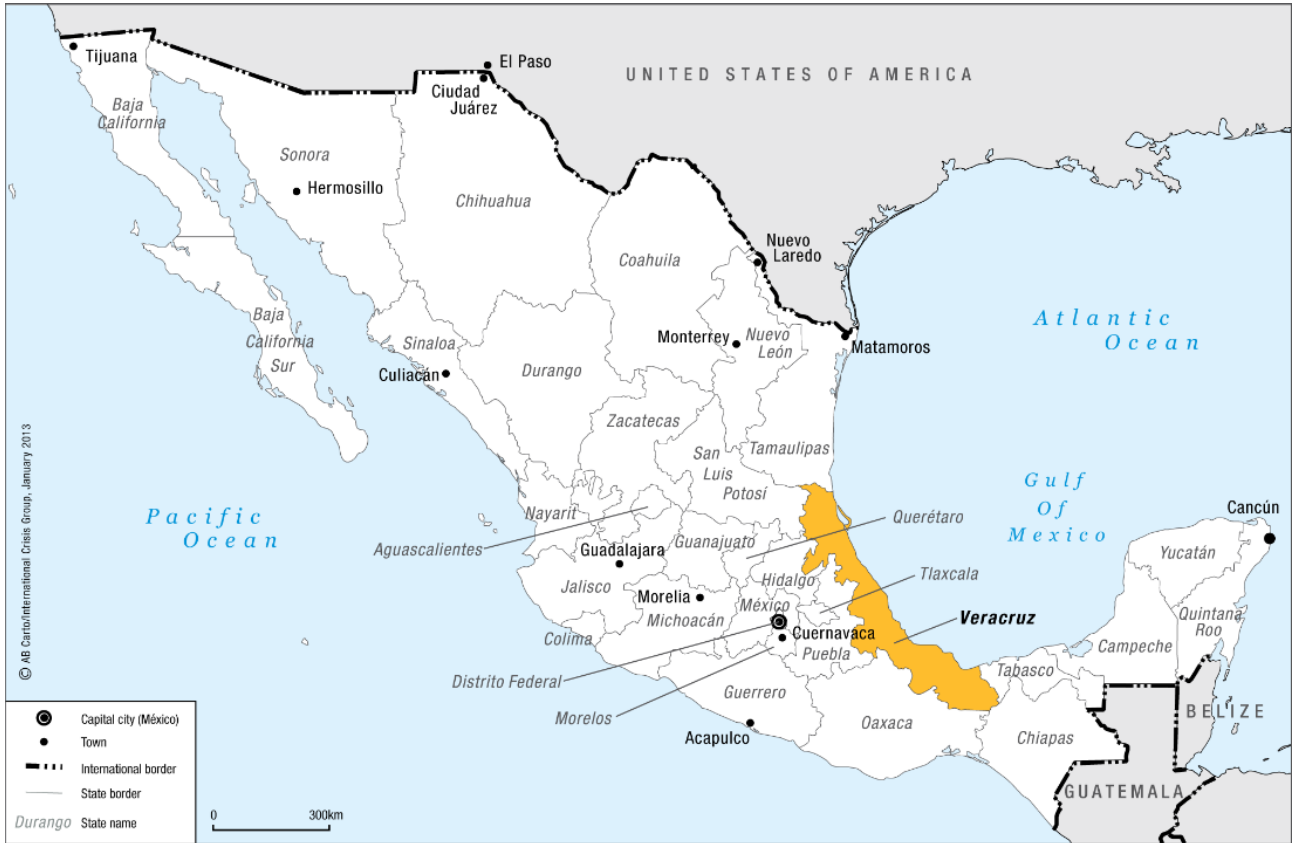 Tijuana
El Paso
UNITED STATES OF AMERICA
Ciudad
Juárez
Baja
California
Sonora
Hermosillo
Chihuahua
Nuevo
Laredo
Coahuila
Baja
California
Sur
Sinaloa
Culiacán
Durango
Monterrey
Nuevo
León
Matamoros
Atlantic
Ocean
Zacatecas
Tamaulipas
San
Luis
Potosí
Gulf
Of
Mexico
Pacific
Ocean
Nayarit
Aguascalientes
Guanajuato
Querétaro
Cancún
Yucatán
Guadalajara
Jalisco
Hidalgo
Tlaxcala
Morelia
México
Michoacán
Veracruz
Quintana
Roo
Colima
Cuernavaca
Puebla
Campeche
Tabasco
Distrito Federal
Guerrero
Morelos
Oaxaca
Acapulco
Chiapas
BELIZE
GUATEMALA
© AB Carto/International Crisis Group, January 2013
Capital city (México)
Town
International border
State border
Durango State name
0 300km